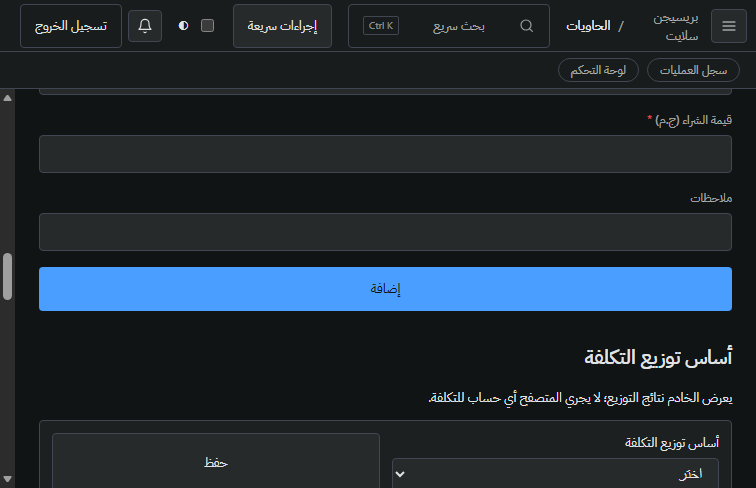 بريسيجن سلايت
/ الحاويات
بحث سريع
Ctrl K
إجراءات سريعة
تسجيل الخروج
سجل العمليات
لوحة التحكم
قيمة الشراء (ج.م) *
ملاحظات
إضافة
أساس توزيع التكلفة
يعرض الخادم نتائج التوزيع؛ لا يجري المتصفح أي حساب للتكلفة.
أساس توزيع التكلفة
اختر
حفظ